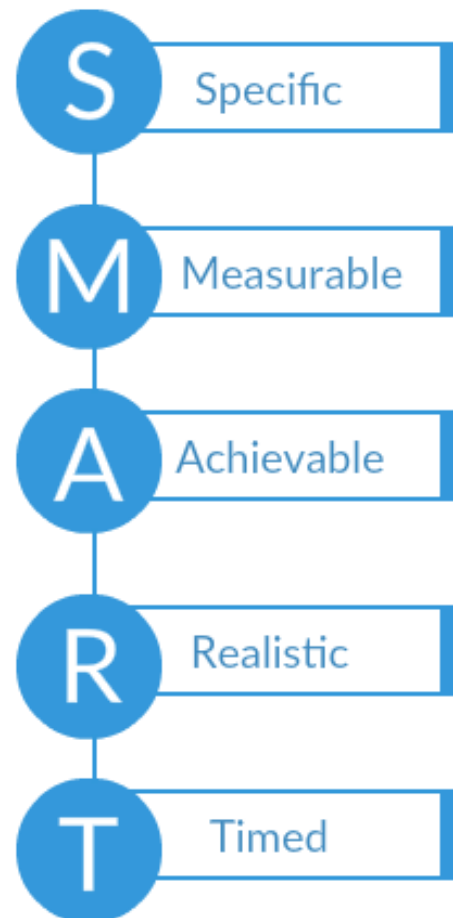 S Specific
M Measurable
A Achievable
R Realistic
T Timed